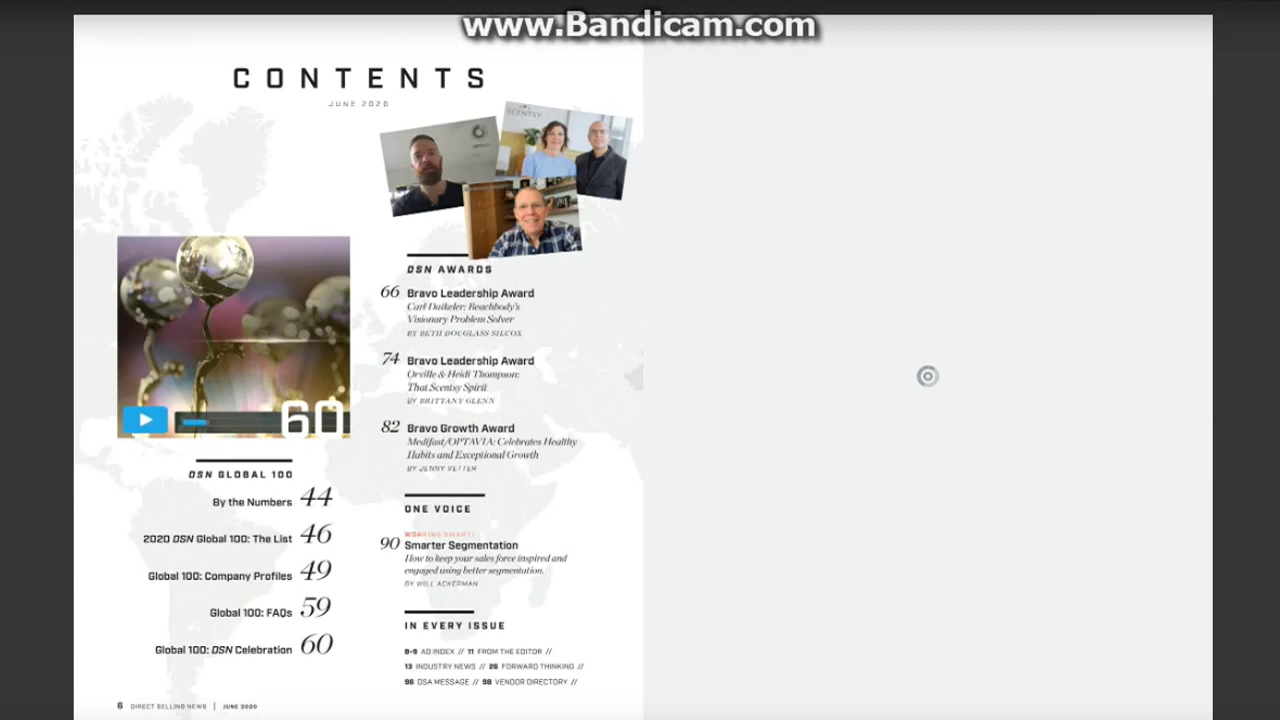 www.Bandicam.com
CONTENTS
JUNE 2020
SCENTSY
60
DSN GLOBAL 100
By the Numbers 44
2020 DSN Global 100: The List 46
Global 100: Company Profiles 49
Global 100: FAQs 59
Global 100: DSN Celebration 60
DSN AWARDS
66 Bravo Leadership Award
Carl Daikeler: Beachbody's
Visionary Problem Solver
BY BETH DOUGLASS SILCOX
74 Bravo Leadership Award
Orville & Heidi Thompson:
That Scentsy Spirit
BY BRITTANY GLENN
82 Bravo Growth Award
Medifast/OPTAVIA: Celebrates Healthy
Habits and Exceptional Growth
BY JENNY VETTER
ONE VOICE
WORKING SMART/
90 Smarter Segmentation
How to keep your sales force inspired and
engaged using better segmentation.
BY WILL ACKERMAN
IN EVERY ISSUE
8-9 AD INDEX // 11 FROM THE EDITOR //
13 INDUSTRY NEWS // 26 FORWARD THINKING //
96 DSA MESSAGE // 98 VENDOR DIRECTORY //
6 DIRECT SELLING NEWS | JUNE 2020